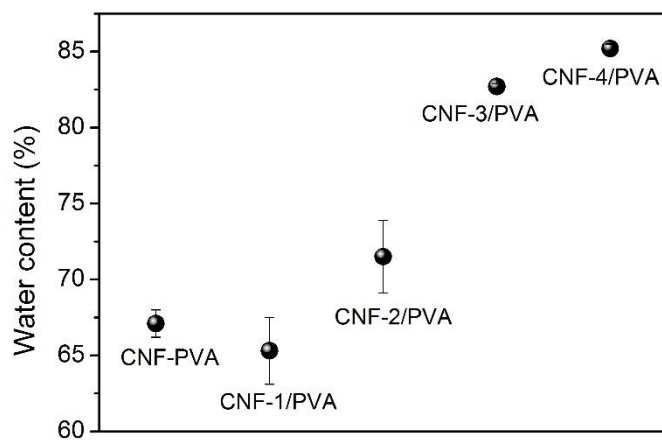 85
80
75
70
65
60
Water content (%)
CNF-4/PVA
CNF-3/PVA
CNF-2/PVA
CNF-PVA
CNF-1/PVA